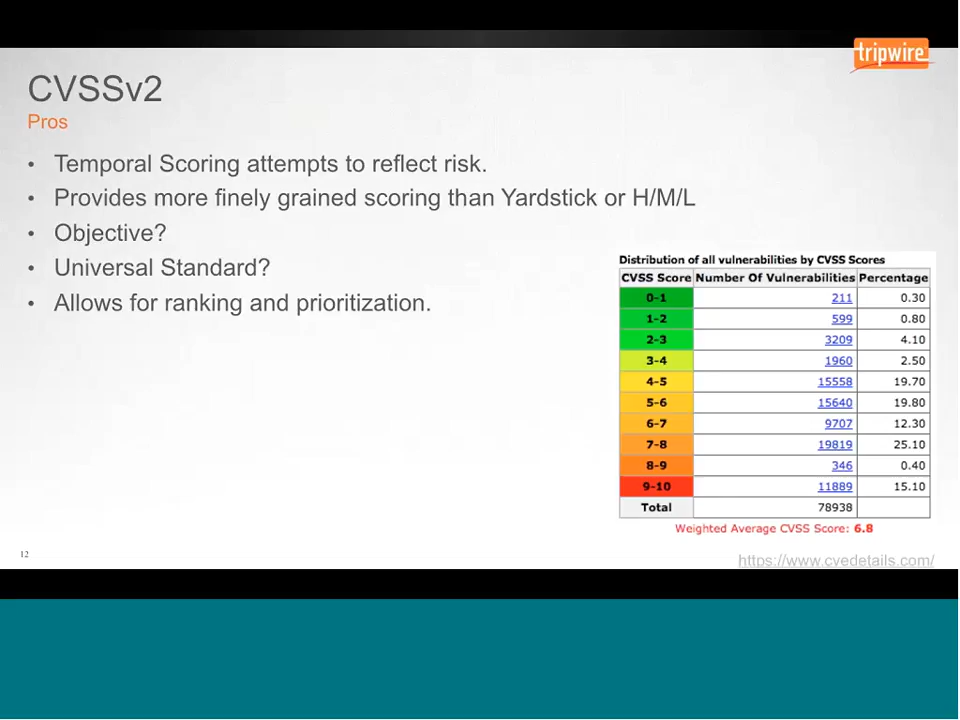 tripwire
CVSSv2
Pros
• Temporal Scoring attempts to reflect risk.
• Provides more finely grained scoring than Yardstick or H/M/L
• Objective?
• Universal Standard?
• Allows for ranking and prioritization.
Distribution of all vulnerabilities by CVSS Scores
CVSS Score Number Of Vulnerabilities Percentage
0-1 211 0.30
1-2 599 0.80
2-3 3209 4.10
3-4 1960 2.50
4-5 15558 19.70
5-6 15640 19.80
6-7 9707 12.30
7-8 19819 25.10
8-9 346 0.40
9-10 11889 15.10
Total 78938
Weighted Average CVSS Score: 6.8
12
https://www.cvedetails.com/